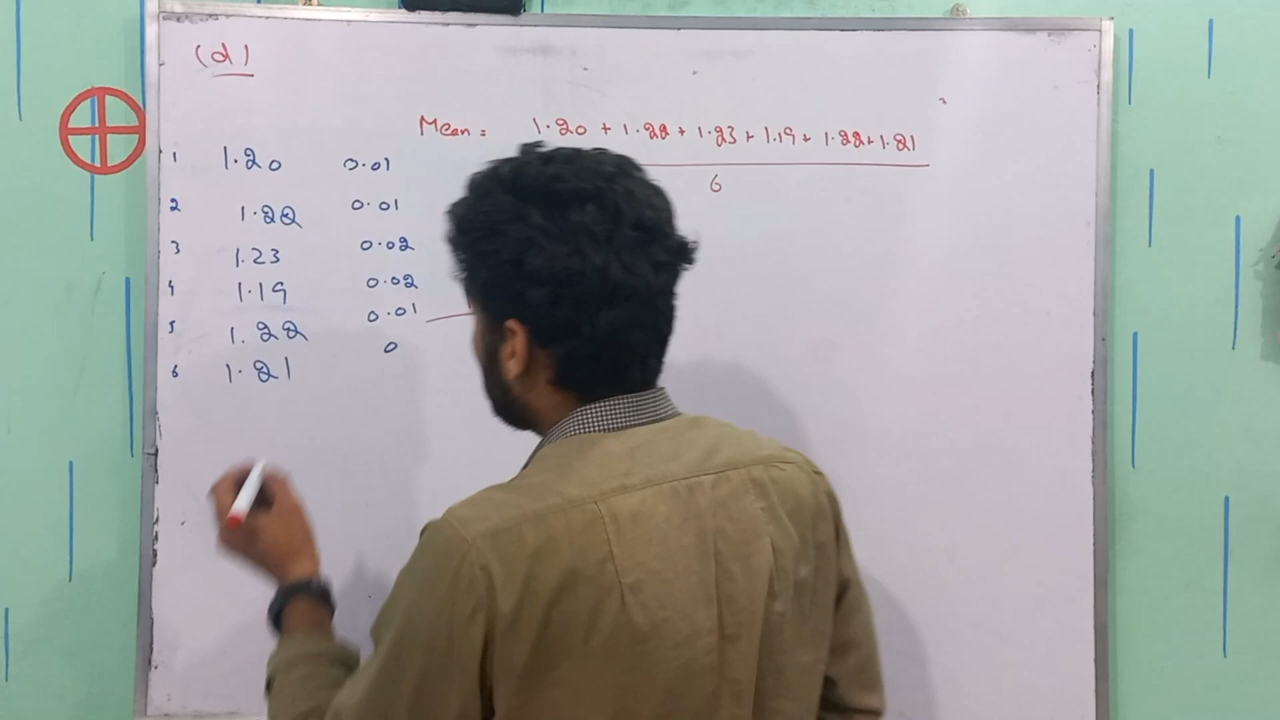 (d)
Mean = 1.20 + 1.22 + 1.23 + 1.19 + 1.22 + 1.21
6
1 1.20 0.01
2 1.22 0.01
3 1.23 0.02
4 1.19 0.02
5 1.22 0.01
6 1.21 0